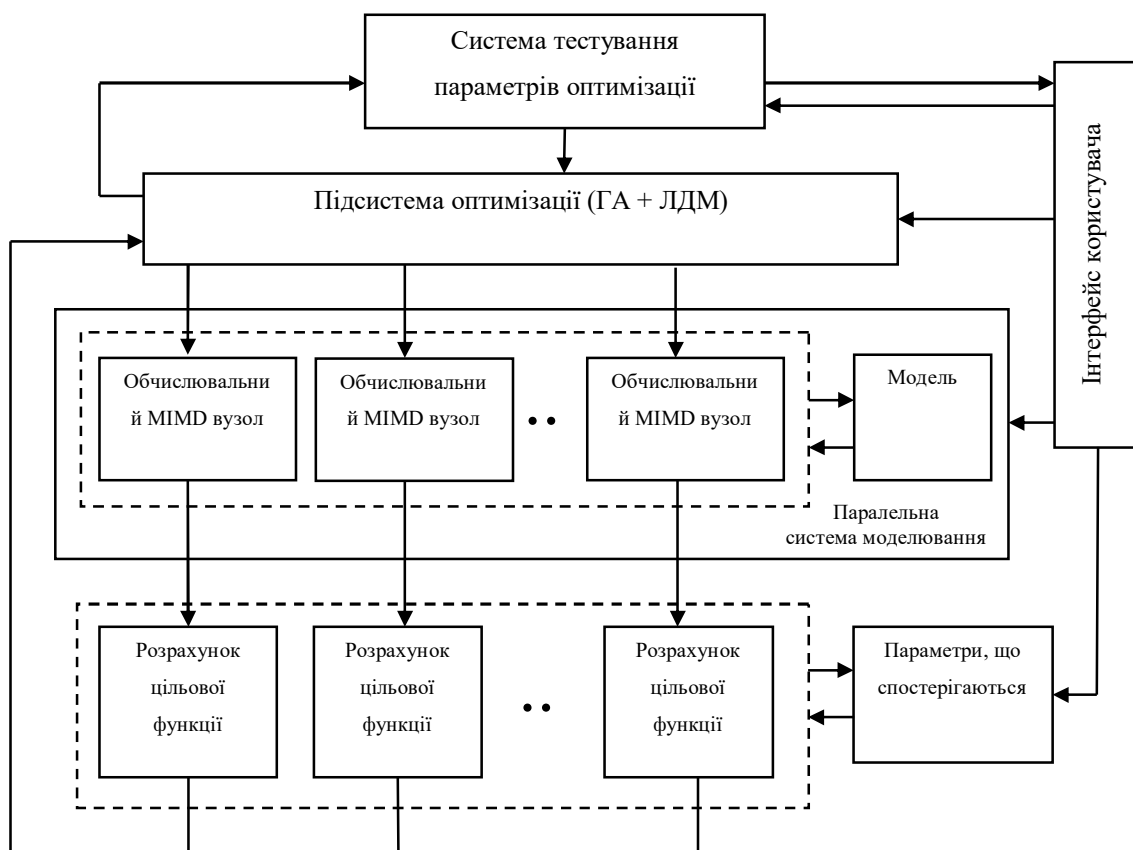 Система тестування
параметрів оптимізації
Підсистема оптимізації (ГА + ЛДМ)
Інтерфейс користувача
Обчислювальни
й MIMD вузол
Обчислювальни
й MIMD вузол
Обчислювальни
й MIMD вузол
Модель
Паралельна
система моделювання
Розрахунок
цільової
функції
Розрахунок
цільової
функції
Розрахунок
цільової
функції
Параметри, що
спостерігаються